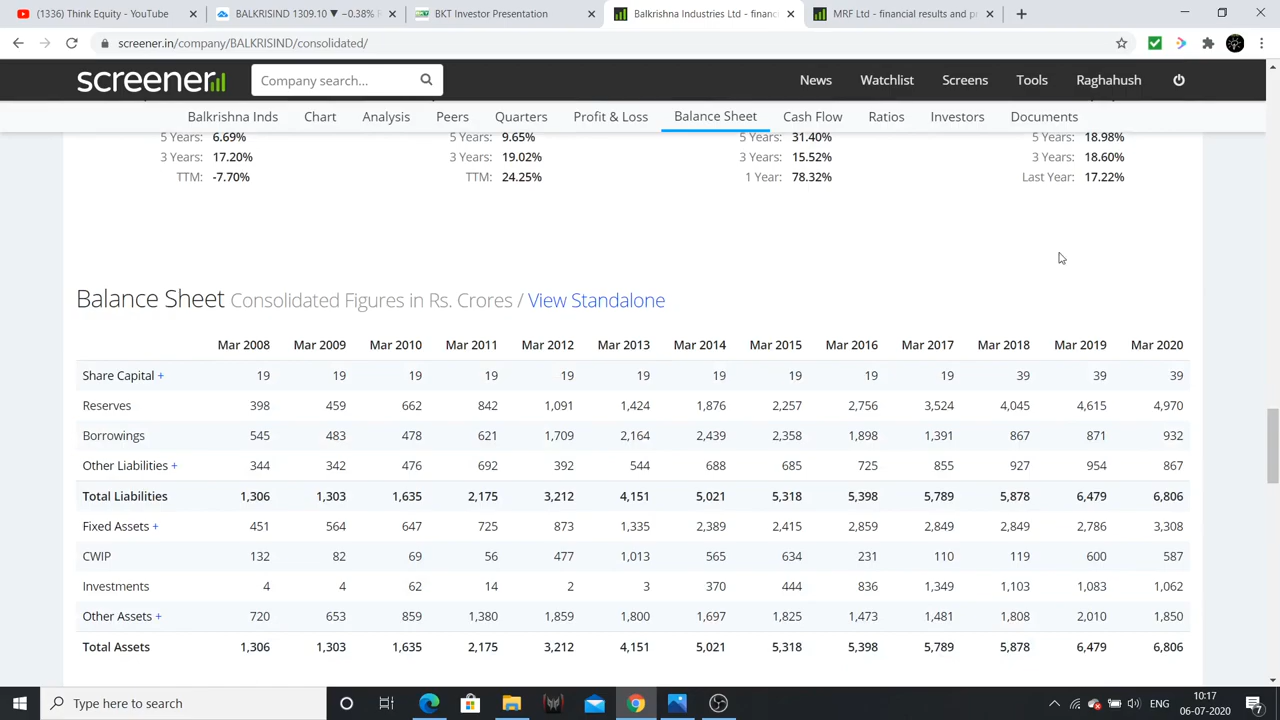 (1336) Think Equity - YouTube
BALKRISIND 1309.10 ▼ −0.38%
BKT Investor Presentation
Balkrishna Industries Ltd - financ
MRF Ltd - financial results and p
screener.in/company/BALKRISIND/consolidated/
screener
Company search...
News Watchlist Screens Tools Raghahush
Balkrishna Inds Chart Analysis Peers Quarters Profit & Loss Balance Sheet Cash Flow Ratios Investors Documents
5 Years: 6.69% 5 Years: 9.65% 5 Years: 31.40% 5 Years: 18.98%
3 Years: 17.20% 3 Years: 19.02% 3 Years: 15.52% 3 Years: 18.60%
TTM: -7.70% TTM: 24.25% 1 Year: 78.32% Last Year: 17.22%
Balance Sheet Consolidated Figures in Rs. Crores / View Standalone
Mar 2008 Mar 2009 Mar 2010 Mar 2011 Mar 2012 Mar 2013 Mar 2014 Mar 2015 Mar 2016 Mar 2017 Mar 2018 Mar 2019 Mar 2020
Share Capital + 19 19 19 19 19 19 19 19 19 19 39 39 39
Reserves 398 459 662 842 1,091 1,424 1,876 2,257 2,756 3,524 4,045 4,615 4,970
Borrowings 545 483 478 621 1,709 2,164 2,439 2,358 1,898 1,391 867 871 932
Other Liabilities + 344 342 476 692 392 544 688 685 725 855 927 954 867
Total Liabilities 1,306 1,303 1,635 2,175 3,212 4,151 5,021 5,318 5,398 5,789 5,878 6,479 6,806
Fixed Assets + 451 564 647 725 873 1,335 2,389 2,415 2,859 2,849 2,849 2,786 3,308
CWIP 132 82 69 56 477 1,013 565 634 231 110 119 600 587
Investments 4 4 62 14 2 3 370 444 836 1,349 1,103 1,083 1,062
Other Assets + 720 653 859 1,380 1,859 1,800 1,697 1,825 1,473 1,481 1,808 2,010 1,850
Total Assets 1,306 1,303 1,635 2,175 3,212 4,151 5,021 5,318 5,398 5,789 5,878 6,479 6,806
Type here to search
ENG
10:17
06-07-2020
7